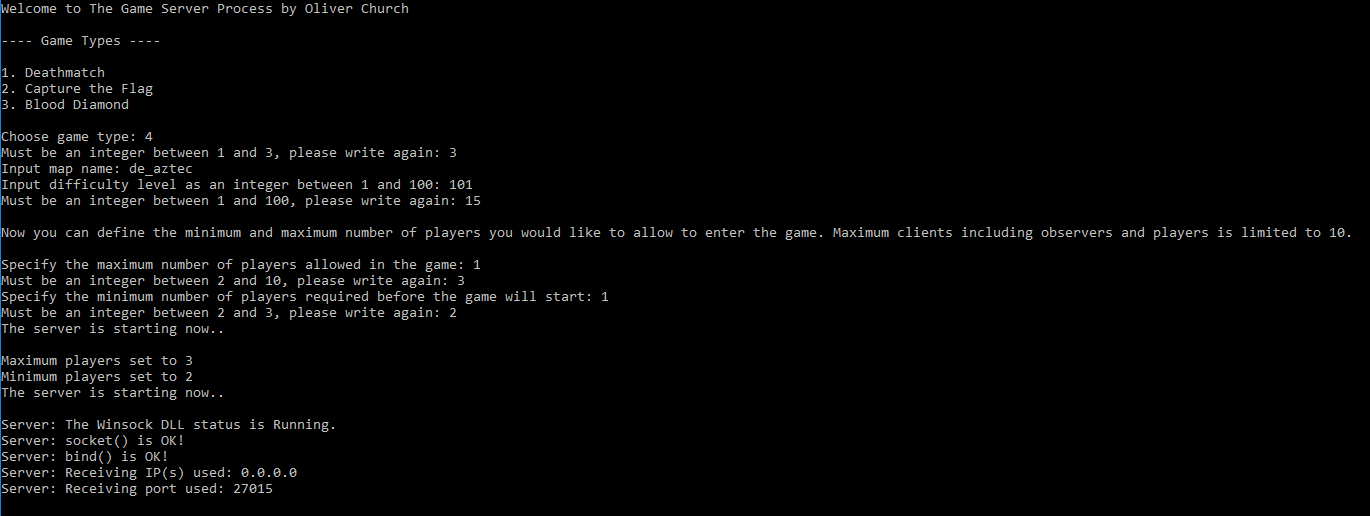 Welcome to The Game Server Process by Oliver Church
---- Game Types ----
1. Deathmatch
2. Capture the Flag
3. Blood Diamond
Choose game type: 4
Must be an integer between 1 and 3, please write again: 3
Input map name: de_aztec
Input difficulty level as an integer between 1 and 100: 101
Must be an integer between 1 and 100, please write again: 15
Now you can define the minimum and maximum number of players you would like to allow to enter the game. Maximum clients including observers and players is limited to 10.
Specify the maximum number of players allowed in the game: 1
Must be an integer between 2 and 10, please write again: 3
Specify the minimum number of players required before the game will start: 1
Must be an integer between 2 and 3, please write again: 2
The server is starting now..
Maximum players set to 3
Minimum players set to 2
The server is starting now..
Server: The Winsock DLL status is Running.
Server: socket() is OK!
Server: bind() is OK!
Server: Receiving IP(s) used: 0.0.0.0
Server: Receiving port used: 27015